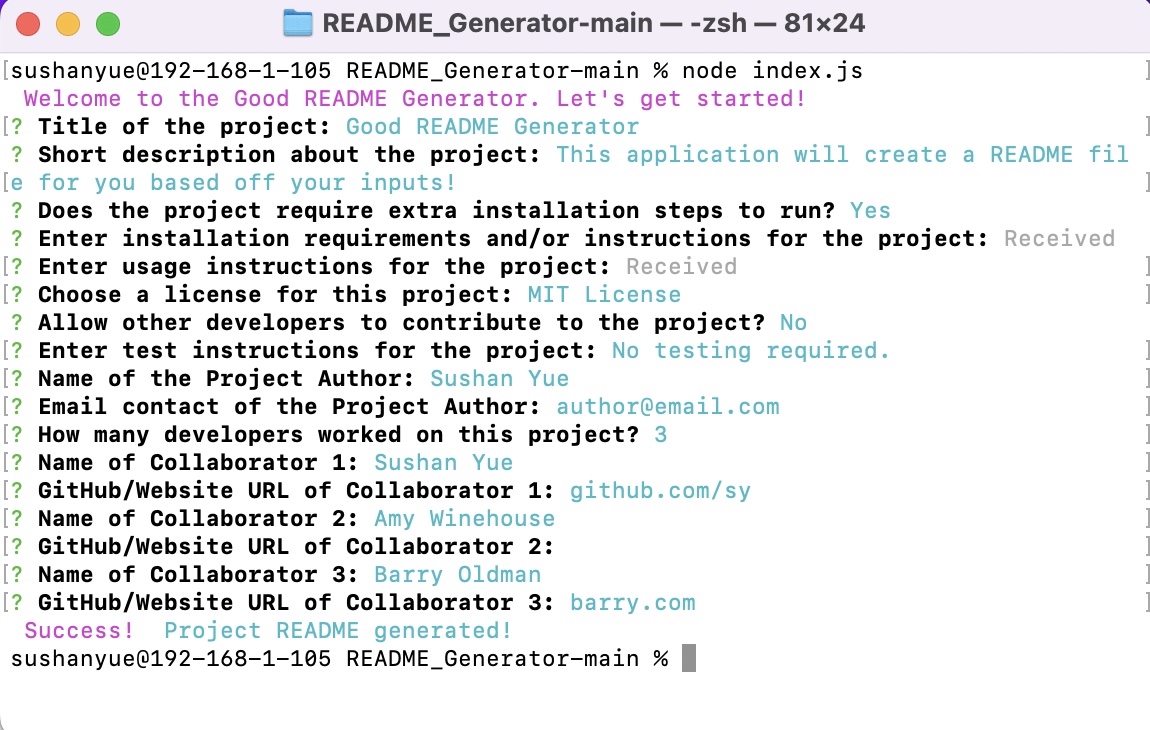 README_Generator-main — -zsh — 81×24
[sushanyue@192-168-1-105 README_Generator-main % node index.js ]
Welcome to the Good README Generator. Let's get started!
[? Title of the project: Good README Generator ]
? Short description about the project: This application will create a README fil
[e for you based off your inputs! ]
? Does the project require extra installation steps to run? Yes
? Enter installation requirements and/or instructions for the project: Received
[? Enter usage instructions for the project: Received ]
[? Choose a license for this project: MIT License ]
? Allow other developers to contribute to the project? No
[? Enter test instructions for the project: No testing required. ]
[? Name of the Project Author: Sushan Yue ]
[? Email contact of the Project Author: author@email.com ]
[? How many developers worked on this project? 3 ]
[? Name of Collaborator 1: Sushan Yue ]
[? GitHub/Website URL of Collaborator 1: github.com/sy ]
[? Name of Collaborator 2: Amy Winehouse ]
[? GitHub/Website URL of Collaborator 2: ]
[? Name of Collaborator 3: Barry Oldman ]
[? GitHub/Website URL of Collaborator 3: barry.com ]
Success! Project README generated!
sushanyue@192-168-1-105 README_Generator-main %